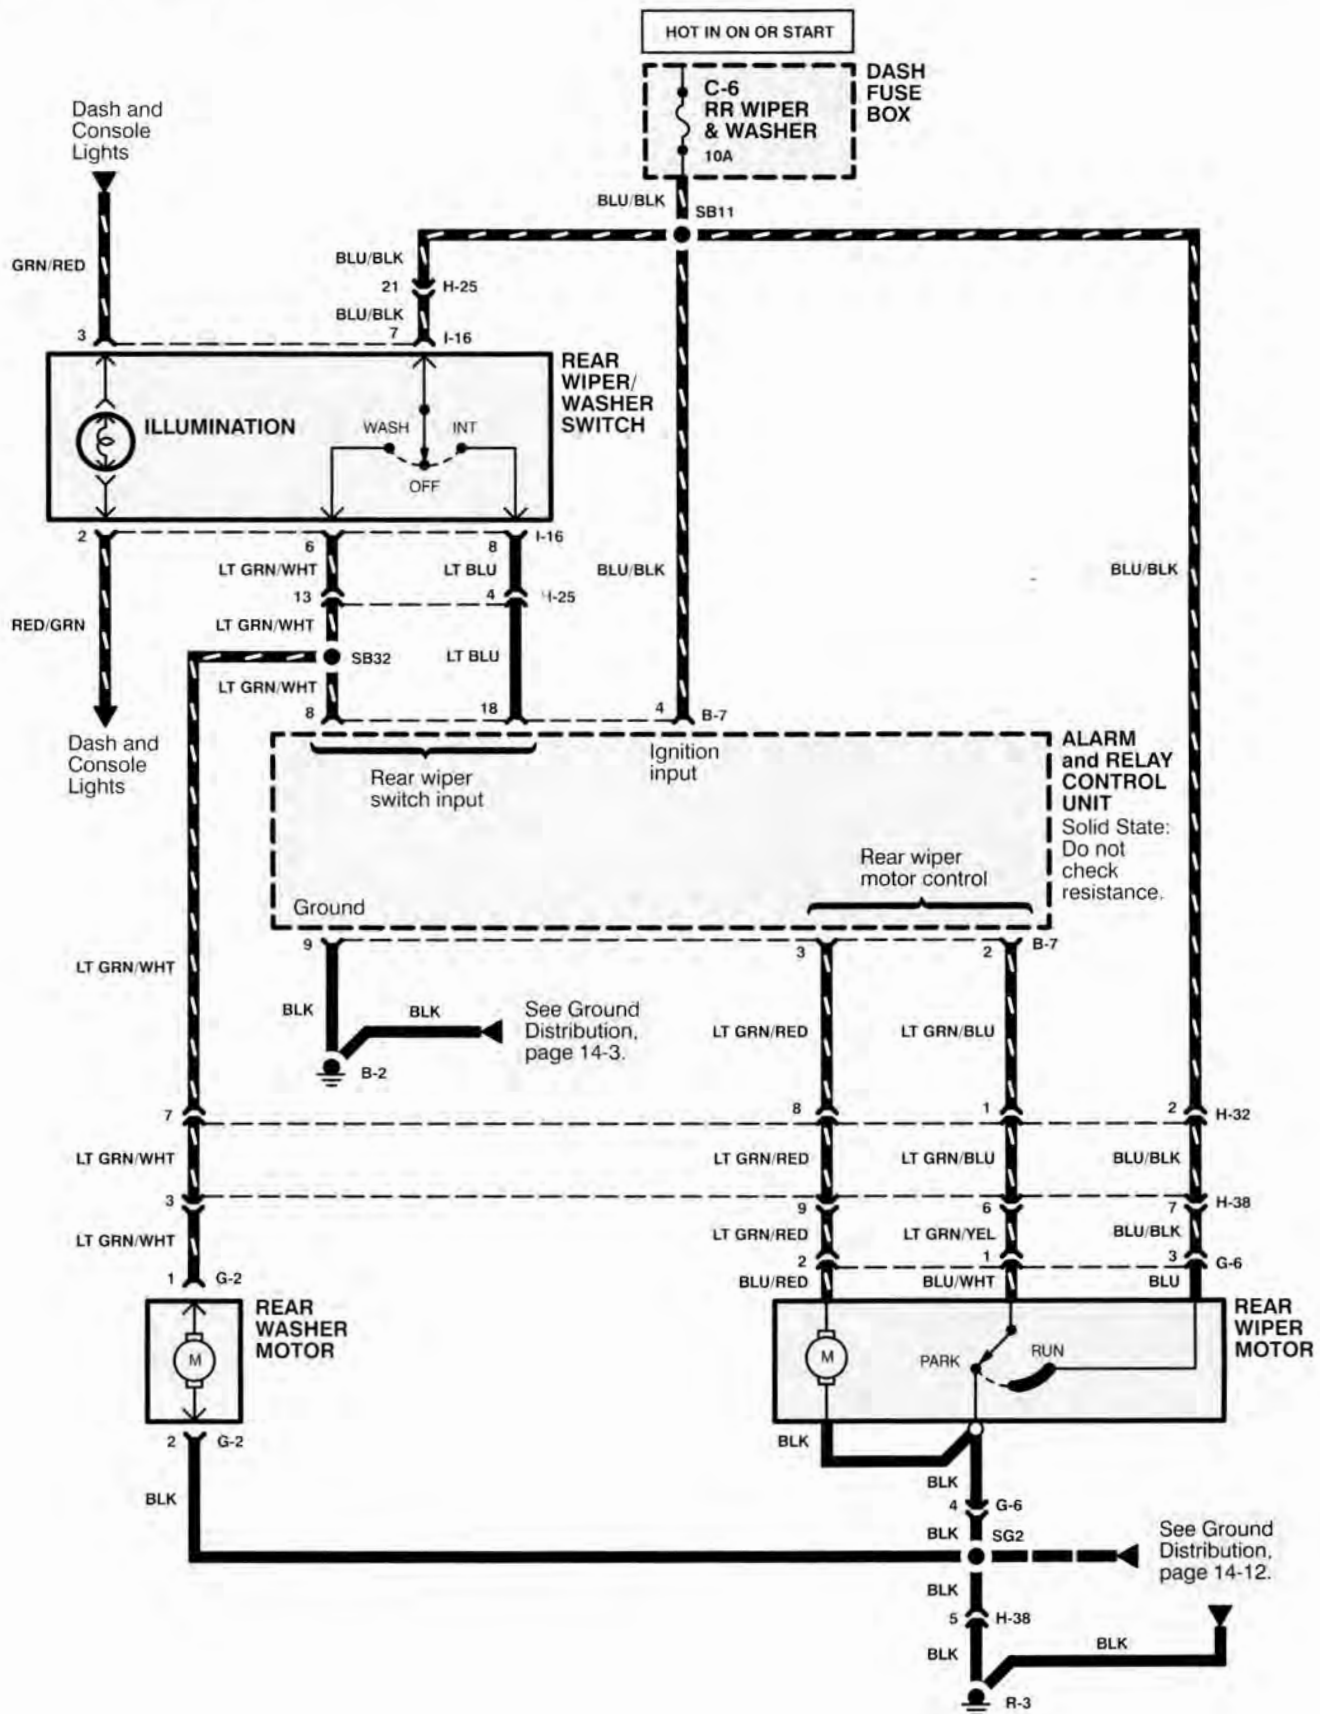 HOT IN ON OR START
DASH
FUSE
BOX
C-6
RR WIPER
& WASHER
10A
Dash and
Console
Lights
BLU/BLK
SB11
GRN/RED
BLU/BLK
21
H-25
BLU/BLK
3
7
I-16
REAR
WIPER/
WASHER
SWITCH
ILLUMINATION
WASH
INT
OFF
2
6
8
I-16
LT GRN/WHT
LT BLU
BLU/BLK
BLU/BLK
13
4
H-25
RED/GRN
LT GRN/WHT
SB32
LT BLU
LT GRN/WHT
8
18
4
B-7
Dash and
Console
Lights
Rear wiper
switch input
Ignition
input
ALARM
and RELAY
CONTROL
UNIT
Solid State:
Do not
check
resistance.
Rear wiper
motor control
Ground
9
3
2
B-7
LT GRN/WHT
BLK
BLK
See Ground
Distribution,
page 14-3.
LT GRN/RED
LT GRN/BLU
B-2
7
8
1
2
H-32
LT GRN/WHT
LT GRN/RED
LT GRN/BLU
BLU/BLK
3
9
6
7
H-38
LT GRN/WHT
LT GRN/RED
LT GRN/YEL
BLU/BLK
2
1
3
G-6
1
G-2
BLU/RED
BLU/WHT
BLU
REAR
WASHER
MOTOR
M
M
PARK
RUN
REAR
WIPER
MOTOR
2
G-2
BLK
BLK
BLK
4
G-6
BLK
SG2
See Ground
Distribution,
page 14-12.
BLK
5
H-38
BLK
BLK
R-3